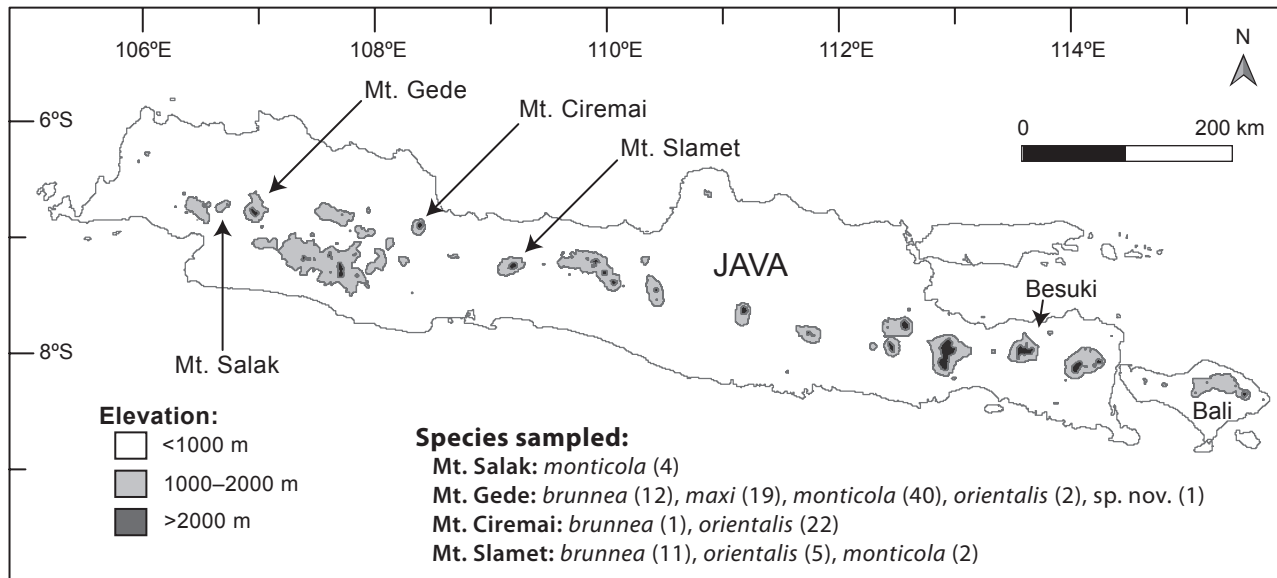 106ºE
108ºE
110ºE
112ºE
114ºE
N
Mt. Gede
Mt. Ciremai
6ºS
0
200 km
Mt. Slamet
JAVA
Besuki
8ºS
Mt. Salak
Bali
Elevation:
<1000 m
1000–2000 m
>2000 m
Species sampled:
Mt. Salak: monticola (4)
Mt. Gede: brunnea (12), maxi (19), monticola (40), orientalis (2), sp. nov. (1)
Mt. Ciremai: brunnea (1), orientalis (22)
Mt. Slamet: brunnea (11), orientalis (5), monticola (2)